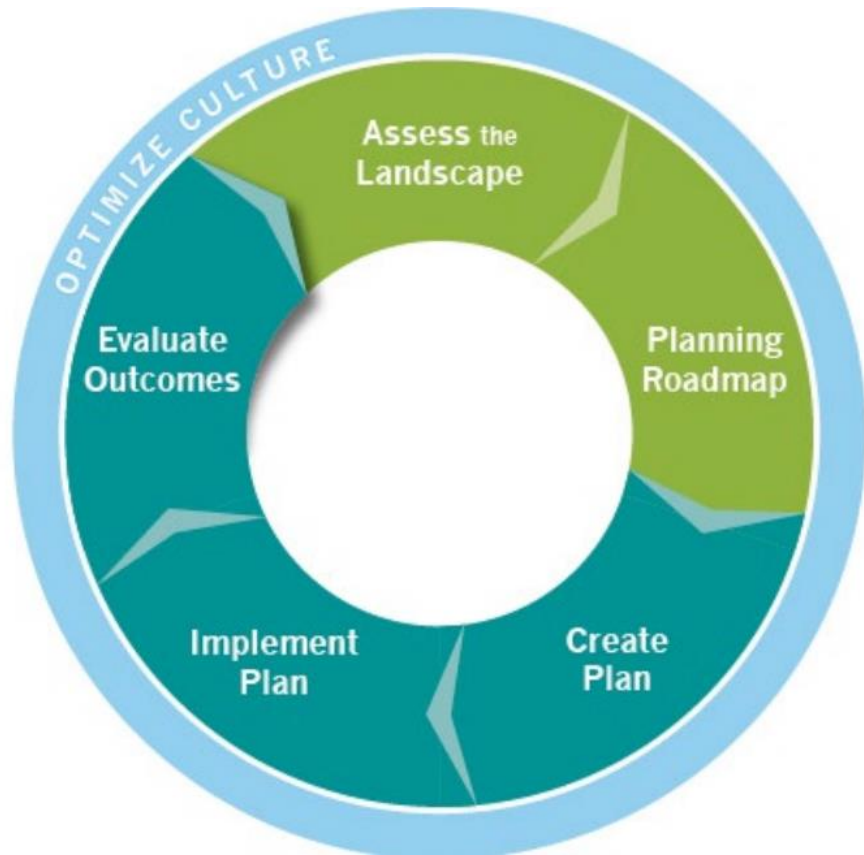 OPTIMIZE CULTURE
Assess the
Landscape
Planning
Roadmap
Create
Plan
Implement
Plan
Evaluate
Outcomes